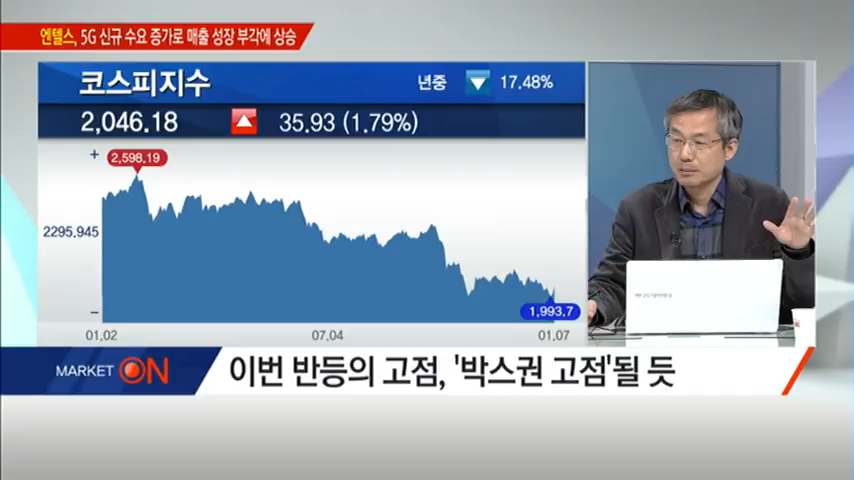 엔텔스, 5G 신규 수요 증가로 매출 성장 부각에 상승
코스피지수 년중 ▼ 17.48%
2,046.18 ▲ 35.93 (1.79%)
+
2,598.19
2295.945
−
1,993.7
01,02 07,04 01,07
MARKET ON 이번 반등의 고점, '박스권 고점'될 듯